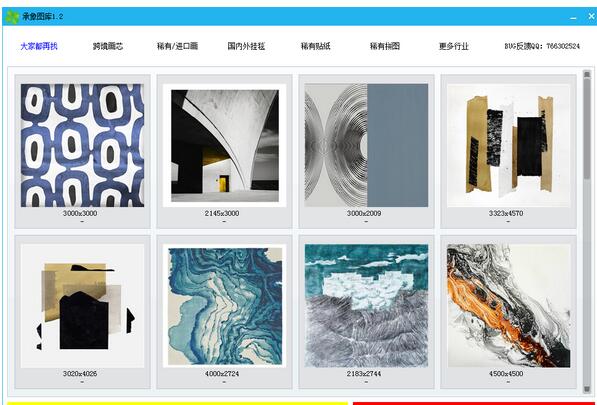 承象图库1.2
大家都再找
跨境画芯
稀有/进口画
国内外挂毯
稀有贴纸
稀有拼图
更多行业
BUG反馈QQ: 766302524
3000x3000
-
2145x3000
-
3000x2009
-
3323x4570
-
3020x4026
-
4000x2724
-
2183x2744
-
4500x4500
-